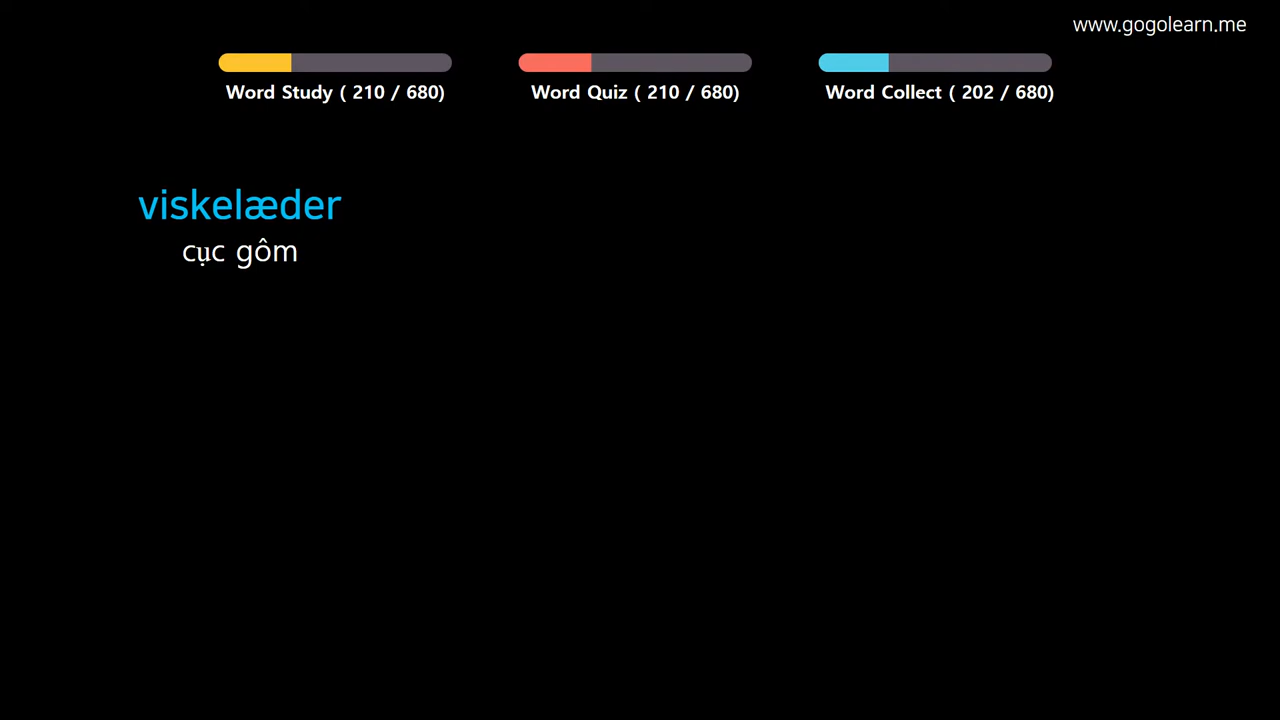 www.gogolearn.me
Word Study ( 210 / 680)
Word Quiz ( 210 / 680)
Word Collect ( 202 / 680)
viskelæder
cục gôm